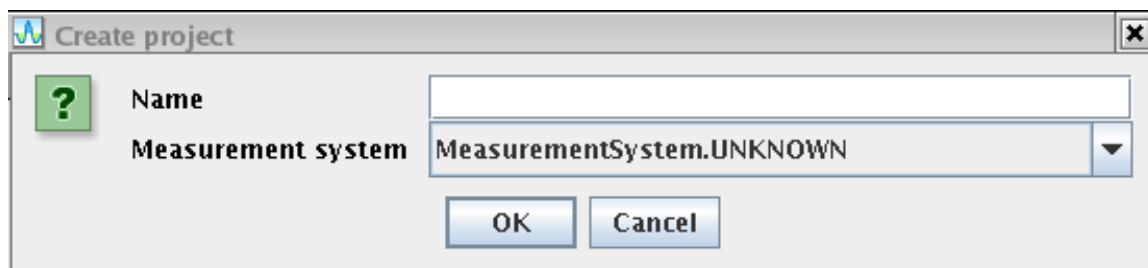 Create project
?
Name
Measurement system MeasurementSystem.UNKNOWN
OK Cancel